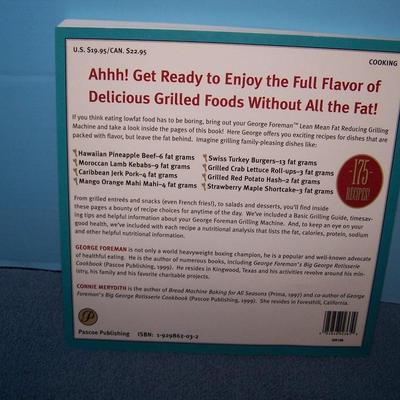 U.S. $19.95/CAN. $22.95
COOKING
Ahhh! Get Ready to Enjoy the Full Flavor of
Delicious Grilled Foods Without All the Fat!
If you think eating lowfat food has to be boring, bring out your George Foreman™ Lean Mean Fat Reducing Grilling
Machine and take a look inside the pages of this book! Here George offers you exciting recipes for dishes that are
packed with flavor, but leave the fat behind. Imagine grilling family-pleasing dishes like:
Hawaiian Pineapple Beef–6 fat grams
Moroccan Lamb Kebabs–9 fat grams
Caribbean Jerk Pork–4 fat grams
Mango Orange Mahi Mahi–4 fat grams
Swiss Turkey Burgers–13 fat grams
Grilled Crab Lettuce Roll-ups–3 fat grams
Grilled Red Potato Hash–2 fat grams
Strawberry Maple Shortcake–3 fat grams
175
RECIPES!
From grilled entrées and snacks (even French fries!), to salads and desserts, you'll find inside
these pages a bounty of recipe choices for anytime of the day. We've included a Basic Grilling Guide, timesav-
ing tips and helpful information about your George Foreman Grilling Machine. And, to keep an eye on your
good health, we've included with each recipe a nutritional analysis that lists the fat, calories, protein, sodium
and other helpful nutrition information.
GEORGE FOREMAN is not only a world heavyweight boxing champion, he is a popular and well-known advocate
of healthful eating. He is the author of numerous books, including George Foreman's Big George Rotisserie
Cookbook (Pascoe Publishing, 1999). He resides in Kingwood, Texas and his activities revolve around his min-
istry, his family and his favorite charitable projects.
CONNIE MERYDITH is the author of Bread Machine Baking for All Seasons (Prima, 1997) and co-author of George
Foreman's Big George Rotisserie Cookbook (Pascoe Publishing, 1999). She resides in Foresthill, California.
P
Pascoe Publishing
ISBN: 1-929862-03-2